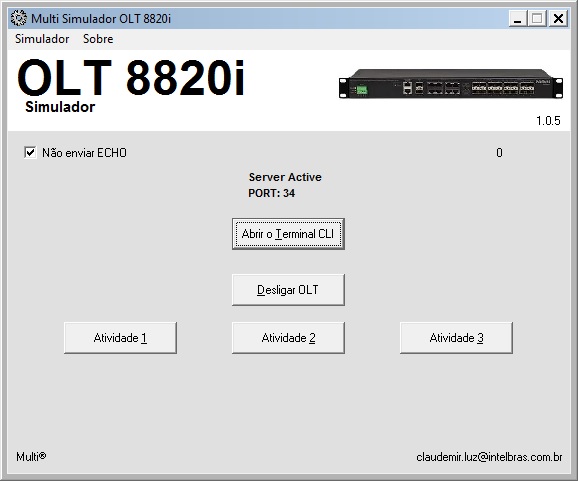 Multi Simulador OLT 8820i
Simulador Sobre
OLT 8820i
Simulador
1.0.5
Não enviar ECHO
0
Server Active
PORT: 34
Abrir o Terminal CLI
Desligar OLT
Atividade 1
Atividade 2
Atividade 3
Multi®
claudemir.luz@intelbras.com.br